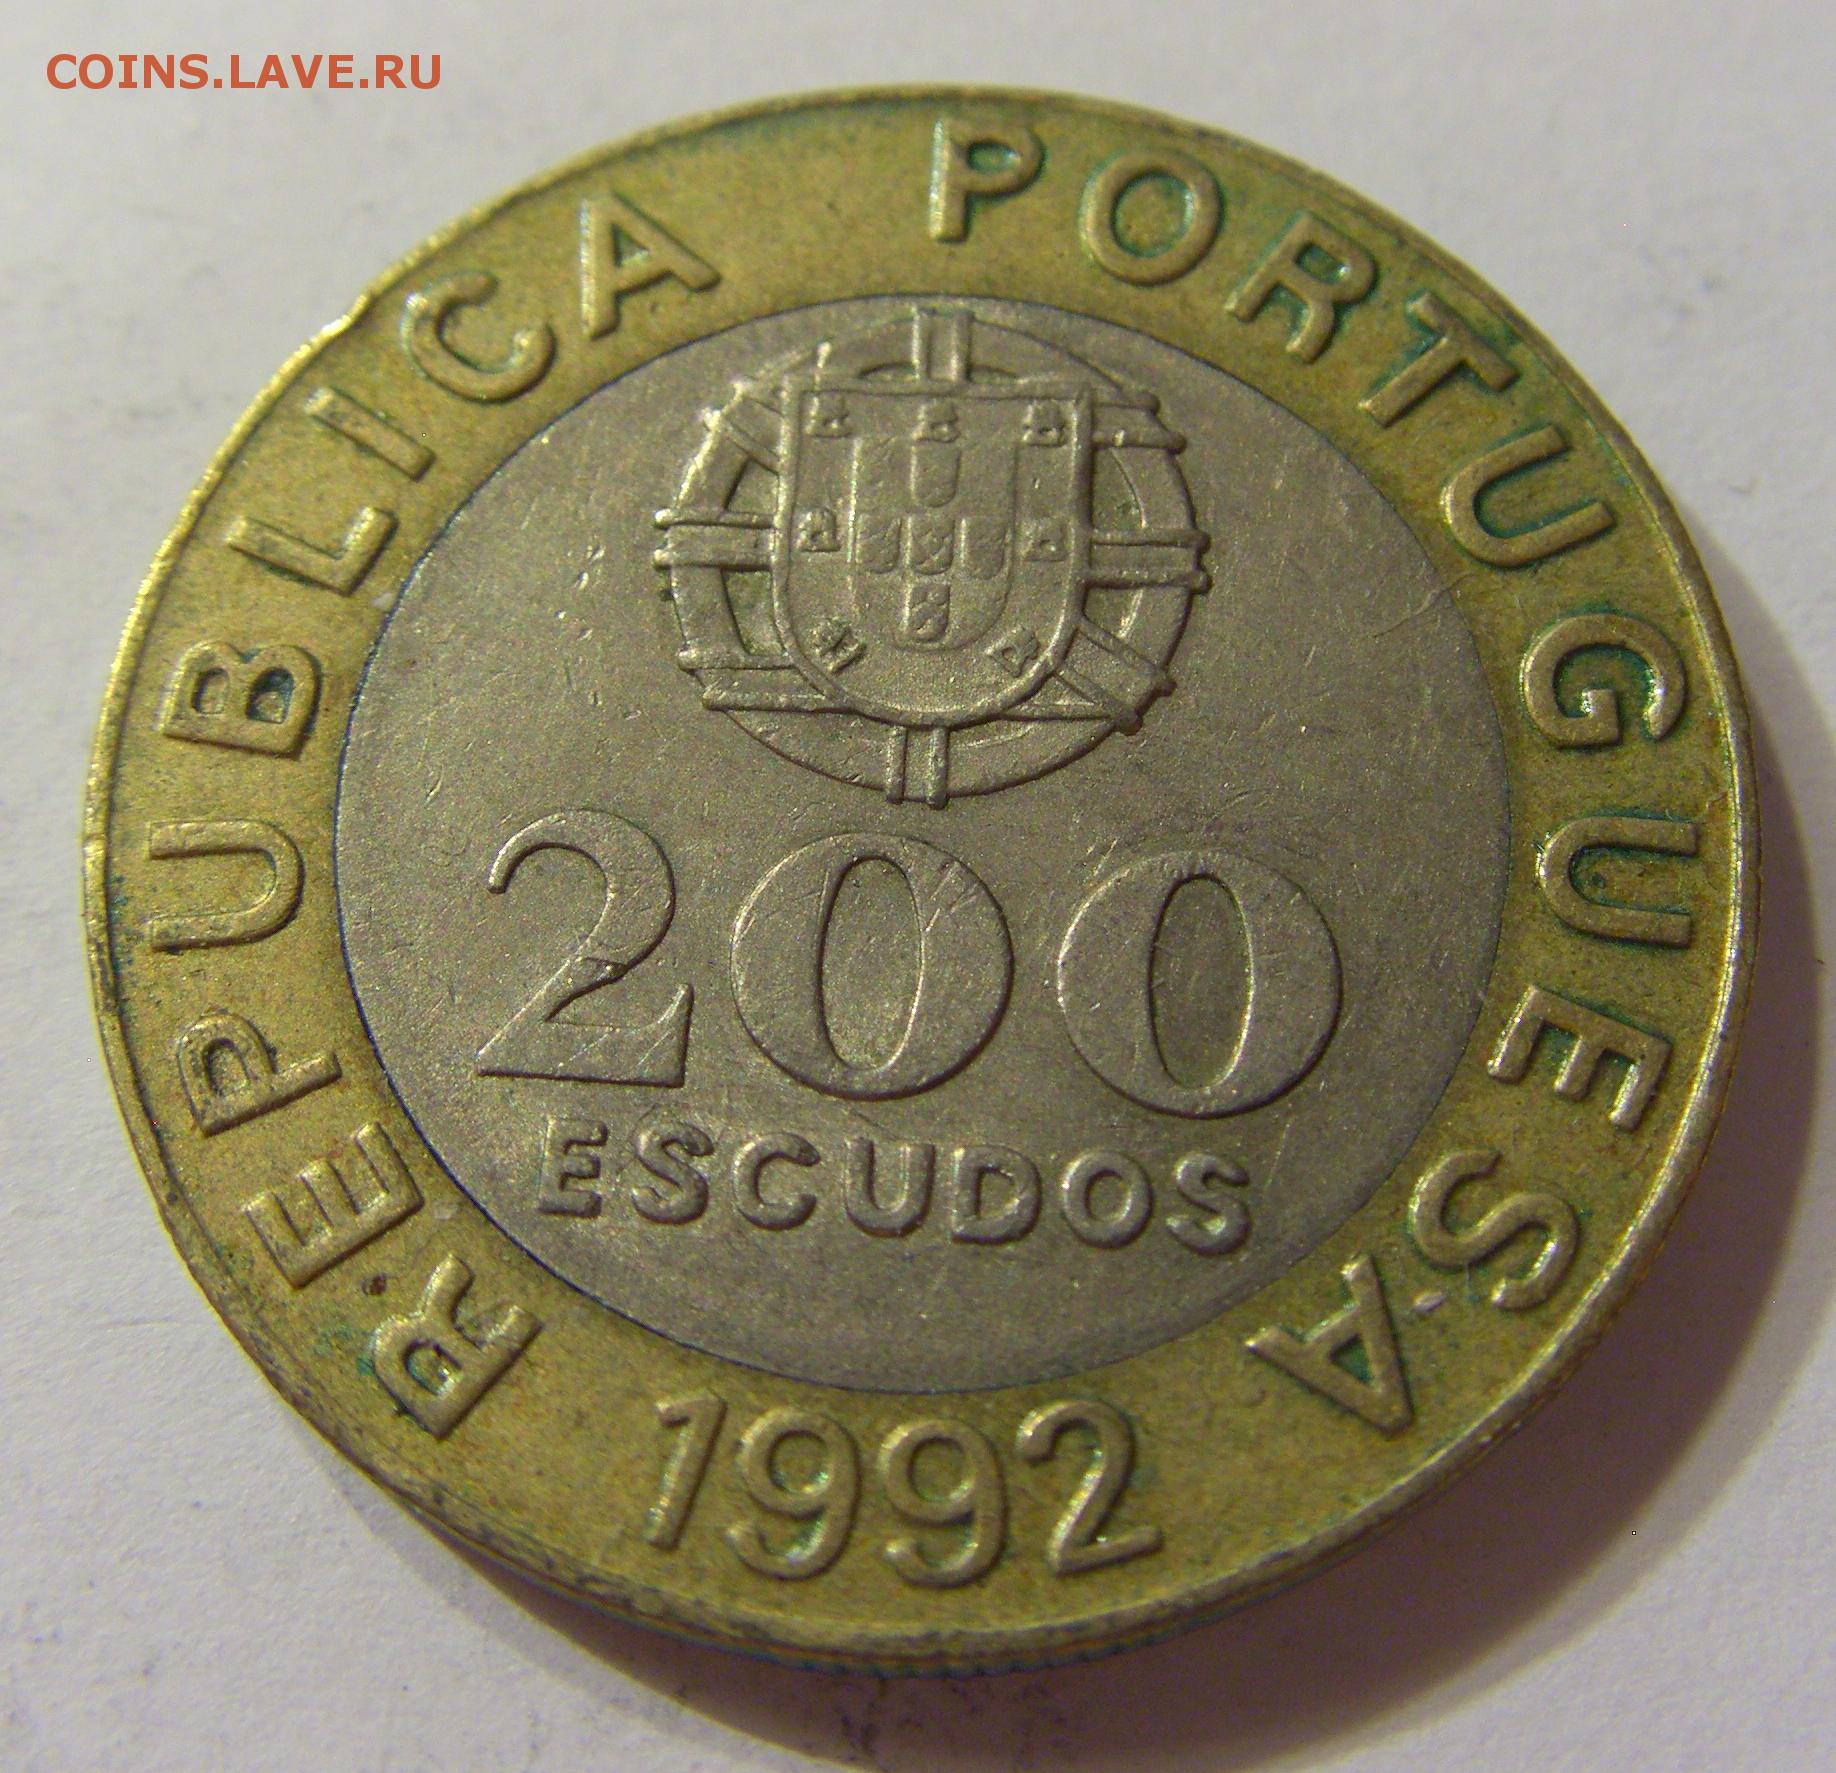 COINS.LAVE.RU
REPUBLICA PORTUGUESA
200
ESCUDOS
1992